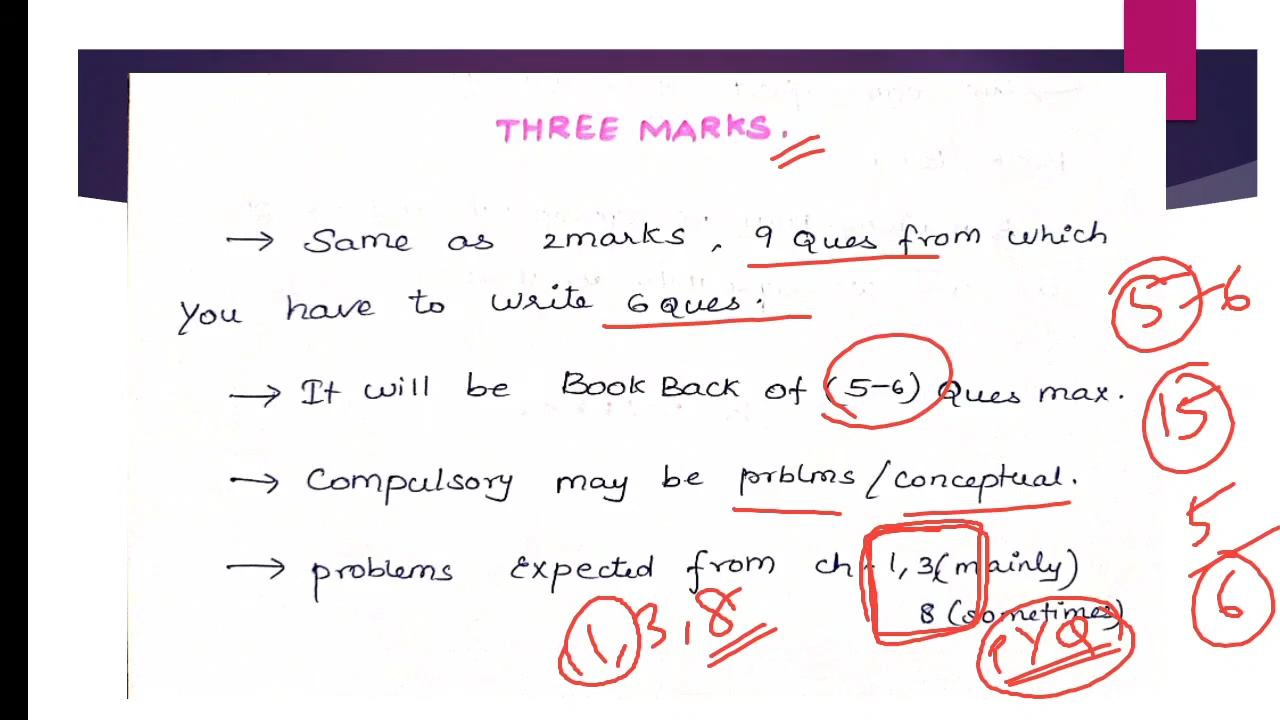 THREE MARKS.
→ Same as 2marks, 9 Ques from which
you have to write 6 ques.
5-6
→ It will be Book Back of (5-6) Ques max.
15
→ Compulsory may be prblms / conceptual.
5
→ problems Expected from ch - 1, 3 (mainly)
6
8 (sometimes)
1, 3, 8
PYQ